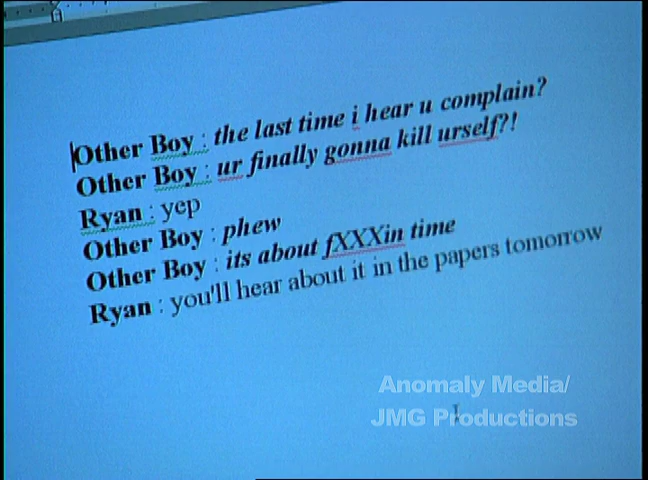 Other Boy : the last time i hear u complain?
Other Boy : ur finally gonna kill urself?!
Ryan : yep
Other Boy : phew
Other Boy : its about fXXXin time
Ryan : you'll hear about it in the papers tomorrow
Anomaly Media/
JMG Productions